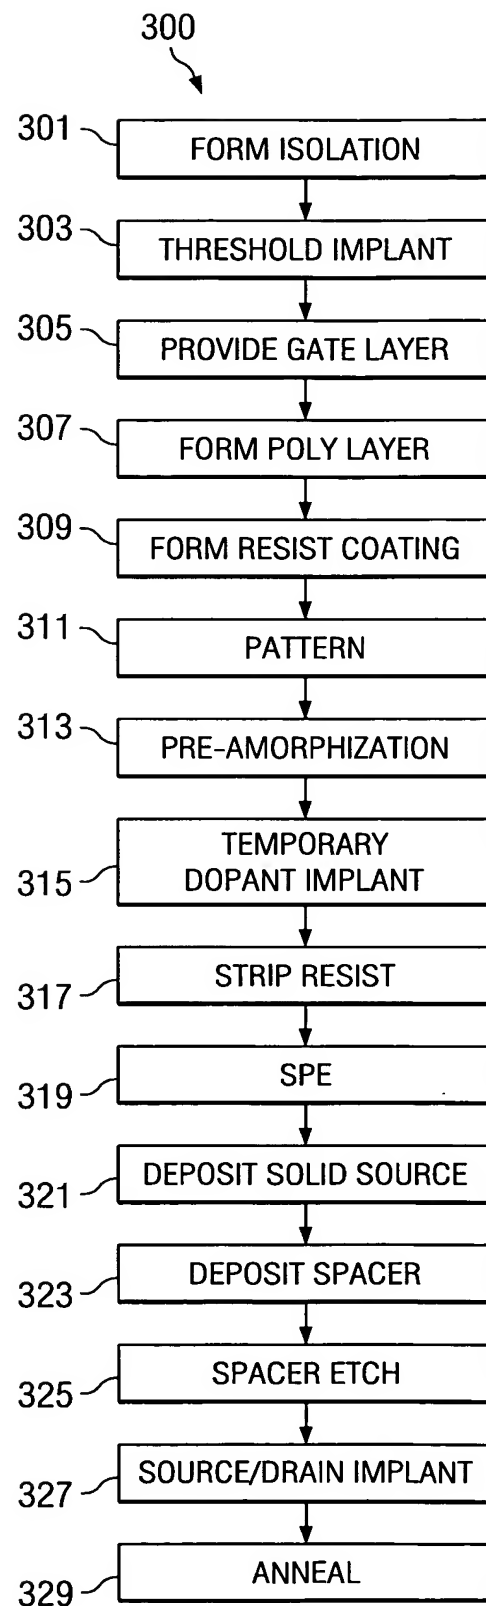 300
301 FORM ISOLATION
303 THRESHOLD IMPLANT
305 PROVIDE GATE LAYER
307 FORM POLY LAYER
309 FORM RESIST COATING
311 PATTERN
313 PRE-AMORPHIZATION
TEMPORARY
315 DOPANT IMPLANT
317 STRIP RESIST
319 SPE
321 DEPOSIT SOLID SOURCE
323 DEPOSIT SPACER
325 SPACER ETCH
327 SOURCE/DRAIN IMPLANT
329 ANNEAL